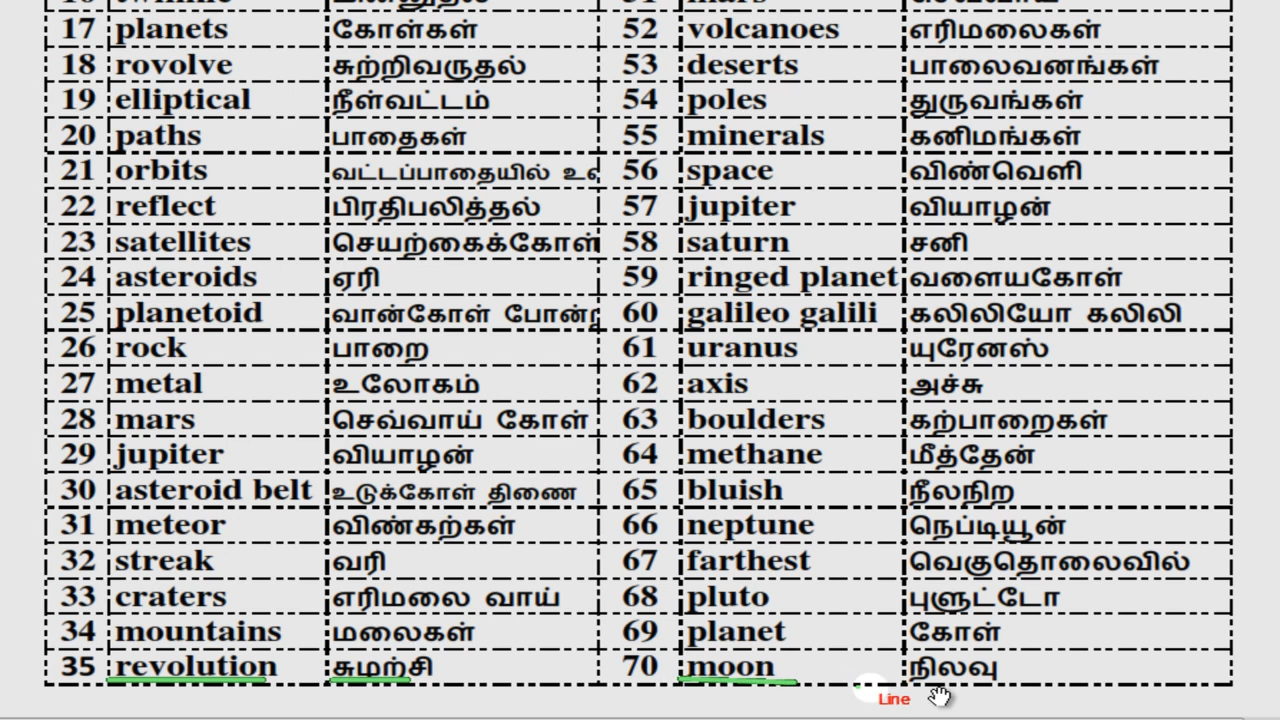 17 planets கோள்கள் 52 volcanoes எரிமலைகள்
18 rovolve சுற்றிவருதல் 53 deserts பாலைவனங்கள்
19 elliptical நீள்வட்டம் 54 poles துருவங்கள்
20 paths பாதைகள் 55 minerals கனிமங்கள்
21 orbits வட்டப்பாதையில் 56 space விண்வெளி
22 reflect பிரதிபலித்தல் 57 jupiter வியாழன்
23 satellites செயற்கைக்கோள் 58 saturn சனி
24 asteroids ஏரி 59 ringed planet வளையகோள்
25 planetoid வான்கோள் 60 galileo galili கலிலியோ கலிலி
26 rock பாறை 61 uranus யுரேனஸ்
27 metal உலோகம் 62 axis அச்சு
28 mars செவ்வாய் கோள் 63 boulders கற்பாறைகள்
29 jupiter வியாழன் 64 methane மீத்தேன்
30 asteroid belt உடுக்கோள் திணை 65 bluish நீலநிற
31 meteor விண்கற்கள் 66 neptune நெப்டியூன்
32 streak வரி 67 farthest வெகுதொலைவில்
33 craters எரிமலை வாய் 68 pluto புளுட்டோ
34 mountains மலைகள் 69 planet கோள்
35 revolution சுழற்சி 70 moon நிலவு
Line